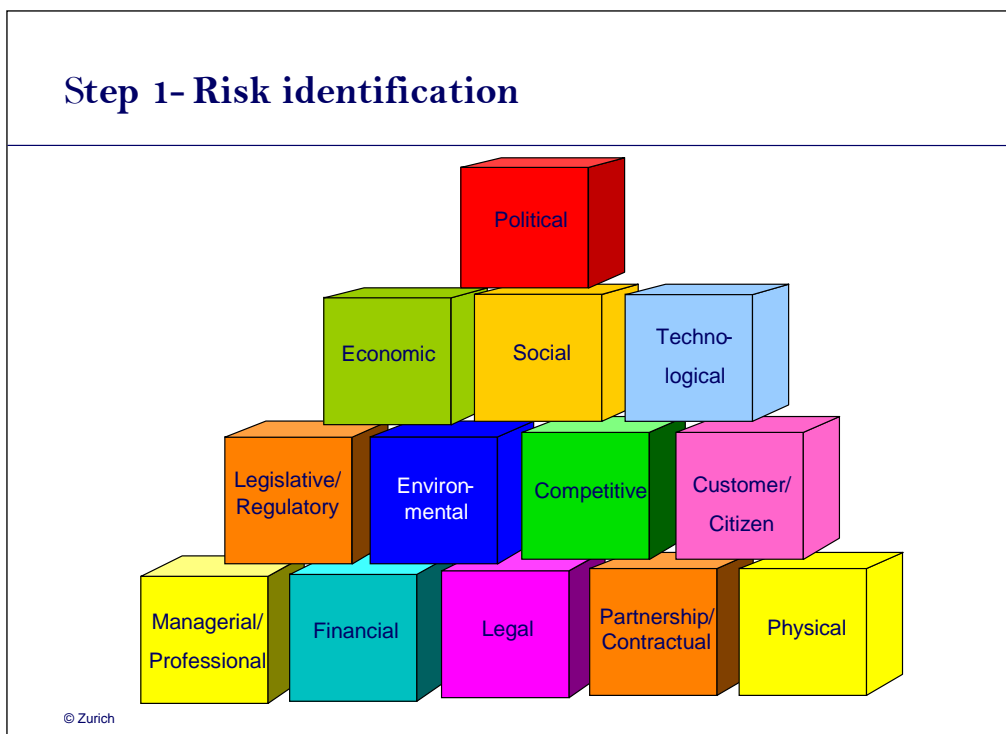 Step 1- Risk identification
Political
Economic
Social
Techno-
logical
Legislative/
Regulatory
Environ-
mental
Competitive
Customer/
Citizen
Managerial/
Professional
Financial
Legal
Partnership/
Contractual
Physical
© Zurich